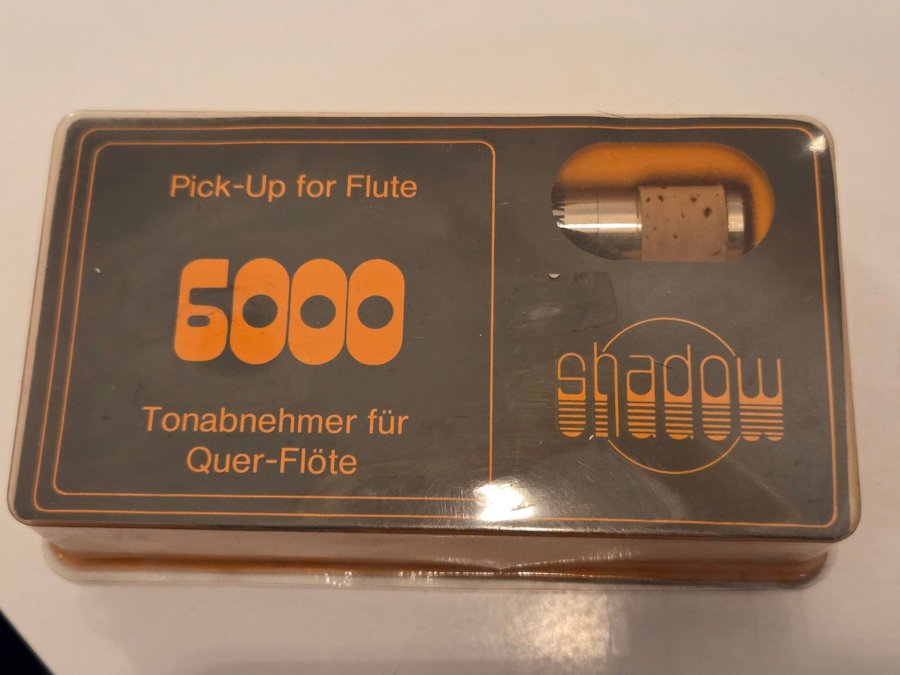 Pick-Up for Flute
6000
Tonabnehmer für
Quer-Flöte
shadow